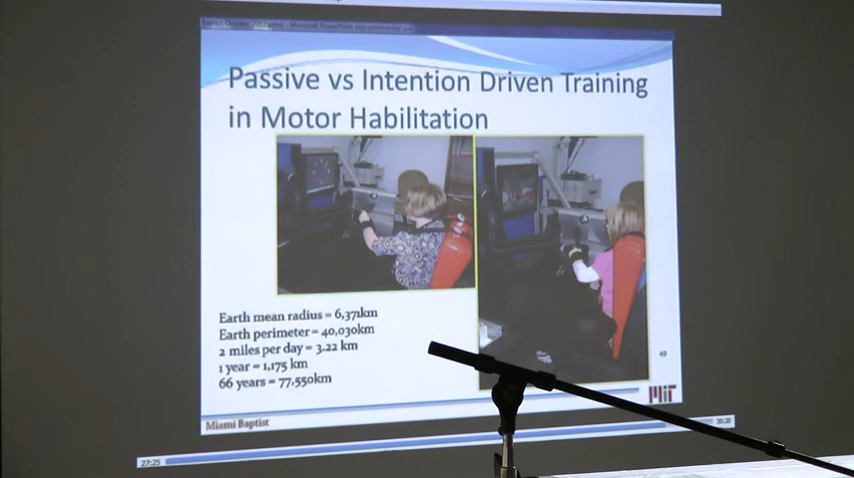 Passive vs Intention Driven Training
in Motor Habilitation
Earth mean radius = 6,371km
Earth perimeter = 40,030km
2 miles per day = 3.22 km
1 year = 1,175 km
66 years = 77,550km
49
MIT
Miami Baptist
27:25
30:20